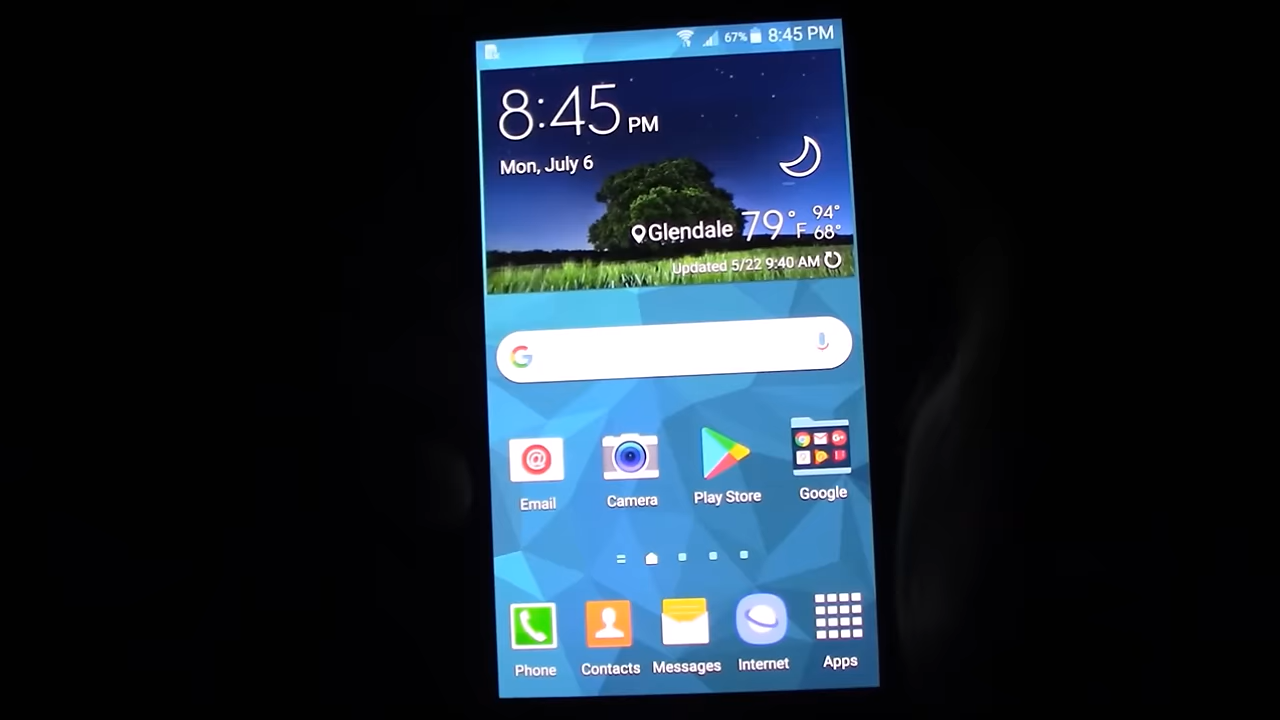 67% 8:45 PM
8:45 PM
Mon, July 6
Glendale 79° F 94° 68°
Updated 5/22 9:40 AM
G
@
Email Camera Play Store Google
Phone Contacts Messages Internet Apps